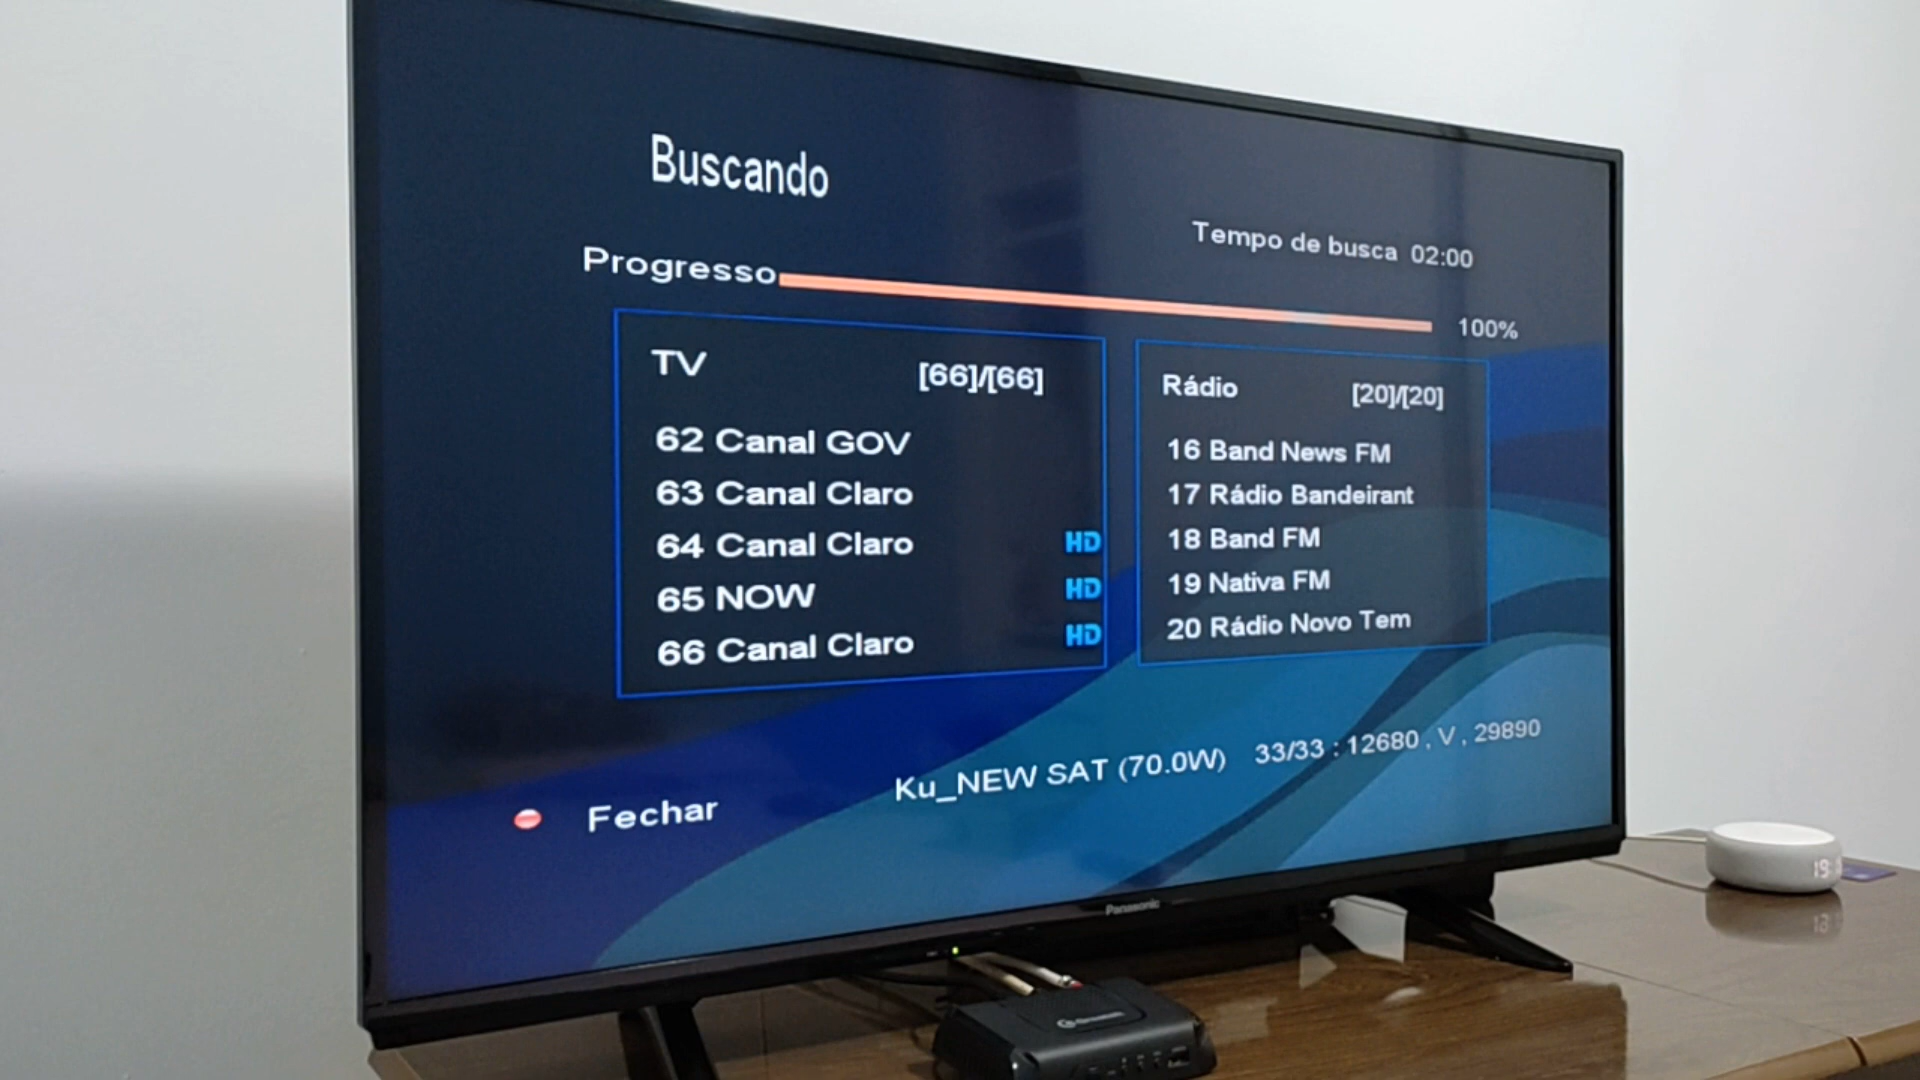 Buscando
Tempo de busca 02:00
Progresso
100%
TV [66]/[66]
62 Canal GOV
63 Canal Claro
64 Canal Claro HD
65 NOW HD
66 Canal Claro HD
Rádio [20]/[20]
16 Band News FM
17 Rádio Bandeirant
18 Band FM
19 Nativa FM
20 Rádio Novo Tem
Ku_NEW SAT (70.0W) 33/33 : 12680 , V , 29890
Fechar
Panasonic